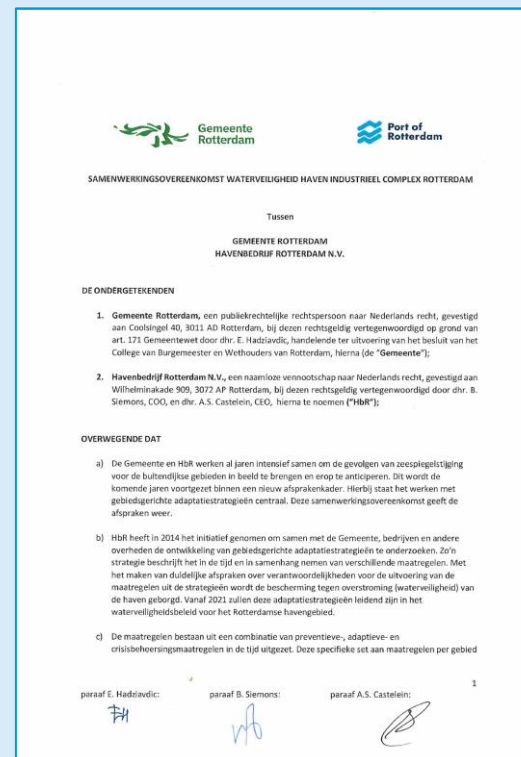 Gemeente
Rotterdam
Port of
Rotterdam
SAMENWERKINGSOVEREENKOMST WATERVEILIGHEID HAVEN INDUSTRIEEL COMPLEX ROTTERDAM
Tussen
GEMEENTE ROTTERDAM
HAVENBEDRIJF ROTTERDAM N.V.
DE ONDERGETEKENDEN
1. Gemeente Rotterdam, een publiekrechtelijke rechtspersoon naar Nederlands recht, gevestigd
aan Coolsingel 40, 3011 AD Rotterdam, bij dezen rechtsgeldig vertegenwoordigd op grond van
art. 171 Gemeentewet door dhr. E. Hadziavdic, handelende ter uitvoering van het besluit van het
College van Burgemeester en Wethouders van Rotterdam, hierna (de "Gemeente");
2. Havenbedrijf Rotterdam N.V., een naamloze vennootschap naar Nederlands recht, gevestigd aan
Wilhelminakade 909, 3072 AP Rotterdam, bij dezen rechtsgeldig vertegenwoordigd door dhr. B.
Siemons, COO, en dhr. A.S. Castelein, CEO, hierna te noemen ("HbR");
OVERWEGENDE DAT
a) De Gemeente en HbR werken al jaren intensief samen om de gevolgen van zeespiegelstijging
voor de buitendijkse gebieden in beeld te brengen en erop te anticiperen. Dit wordt de
komende jaren voortgezet binnen een nieuw afsprakenkader. Hierbij staat het werken met
gebiedsgerichte adaptatiestrategieën centraal. Deze samenwerkingsovereenkomst geeft de
afspraken weer.
b) HbR heeft in 2014 het initiatief genomen om samen met de Gemeente, bedrijven en andere
overheden de ontwikkeling van gebiedsgerichte adaptatiestrategieën te onderzoeken. Zo'n
strategie beschrijft het in de tijd en in samenhang nemen van verschillende maatregelen. Met
het maken van duidelijke afspraken over verantwoordelijkheden voor de uitvoering van de
maatregelen uit de strategieën wordt de bescherming tegen overstroming (waterveiligheid) van
de haven geborgd. Vanaf 2021 zullen deze adaptatiestrategieën leidend zijn in het
waterveiligheidsbeleid voor het Rotterdamse havengebied.
c) De maatregelen bestaan uit een combinatie van preventieve-, adaptieve- en
crisisbeheersingsmaatregelen in de tijd uitgezet. Deze specifieke set aan maatregelen per gebied
1
paraaf E. Hadziavdic: paraaf B. Siemons: paraaf A.S. Castelein: